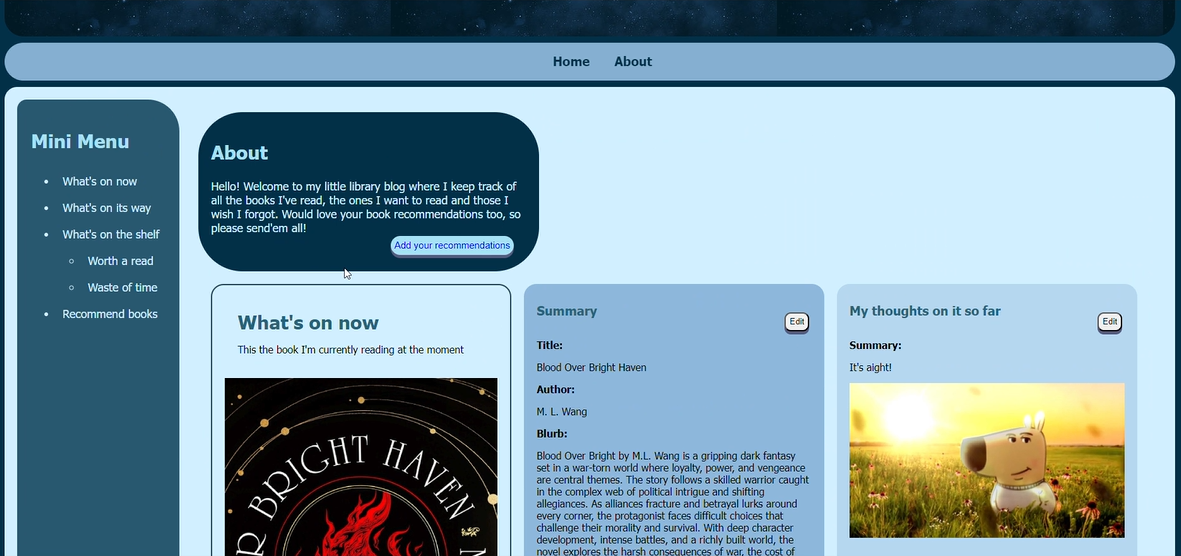 Home About
Mini Menu
What's on now
What's on its way
What's on the shelf
Worth a read
Waste of time
Recommend books
About
Hello! Welcome to my little library blog where I keep track of
all the books I've read, the ones I want to read and those I
wish I forgot. Would love your book recommendations too, so
please send'em all!
Add your recommendations
What's on now
This the book I'm currently reading at the moment
BRIGHT HAVEN
Summary
Edit
Title:
Blood Over Bright Haven
Author:
M. L. Wang
Blurb:
Blood Over Bright by M.L. Wang is a gripping dark fantasy
set in a war-torn world where loyalty, power, and vengeance
are central themes. The story follows a skilled warrior caught
in the complex web of political intrigue and shifting
allegiances. As alliances fracture and betrayal lurks around
every corner, the protagonist faces difficult choices that
challenge their morality and survival. With deep character
development, intense battles, and a richly built world, the
novel explores the harsh consequences of war, the cost of
My thoughts on it so far
Edit
Summary:
It's aight!